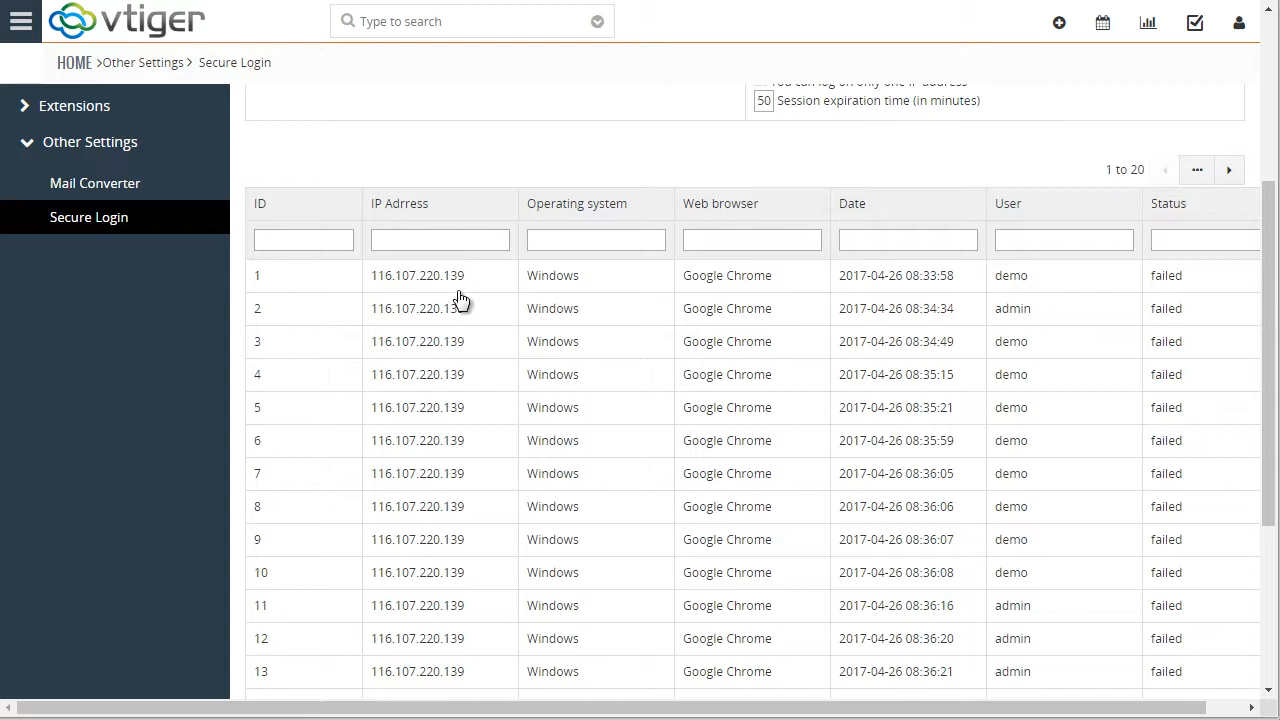 vtiger
Type to search
HOME >Other Settings > Secure Login
Extensions
Other Settings
Mail Converter
Secure Login
You can log on only one IP address
50 Session expiration time (in minutes)
1 to 20
ID IP Adrress Operating system Web browser Date User Status
1 116.107.220.139 Windows Google Chrome 2017-04-26 08:33:58 demo failed
2 116.107.220.139 Windows Google Chrome 2017-04-26 08:34:34 admin failed
3 116.107.220.139 Windows Google Chrome 2017-04-26 08:34:49 demo failed
4 116.107.220.139 Windows Google Chrome 2017-04-26 08:35:15 demo failed
5 116.107.220.139 Windows Google Chrome 2017-04-26 08:35:21 demo failed
6 116.107.220.139 Windows Google Chrome 2017-04-26 08:35:59 demo failed
7 116.107.220.139 Windows Google Chrome 2017-04-26 08:36:05 demo failed
8 116.107.220.139 Windows Google Chrome 2017-04-26 08:36:06 demo failed
9 116.107.220.139 Windows Google Chrome 2017-04-26 08:36:07 demo failed
10 116.107.220.139 Windows Google Chrome 2017-04-26 08:36:08 demo failed
11 116.107.220.139 Windows Google Chrome 2017-04-26 08:36:16 admin failed
12 116.107.220.139 Windows Google Chrome 2017-04-26 08:36:20 admin failed
13 116.107.220.139 Windows Google Chrome 2017-04-26 08:36:21 admin failed